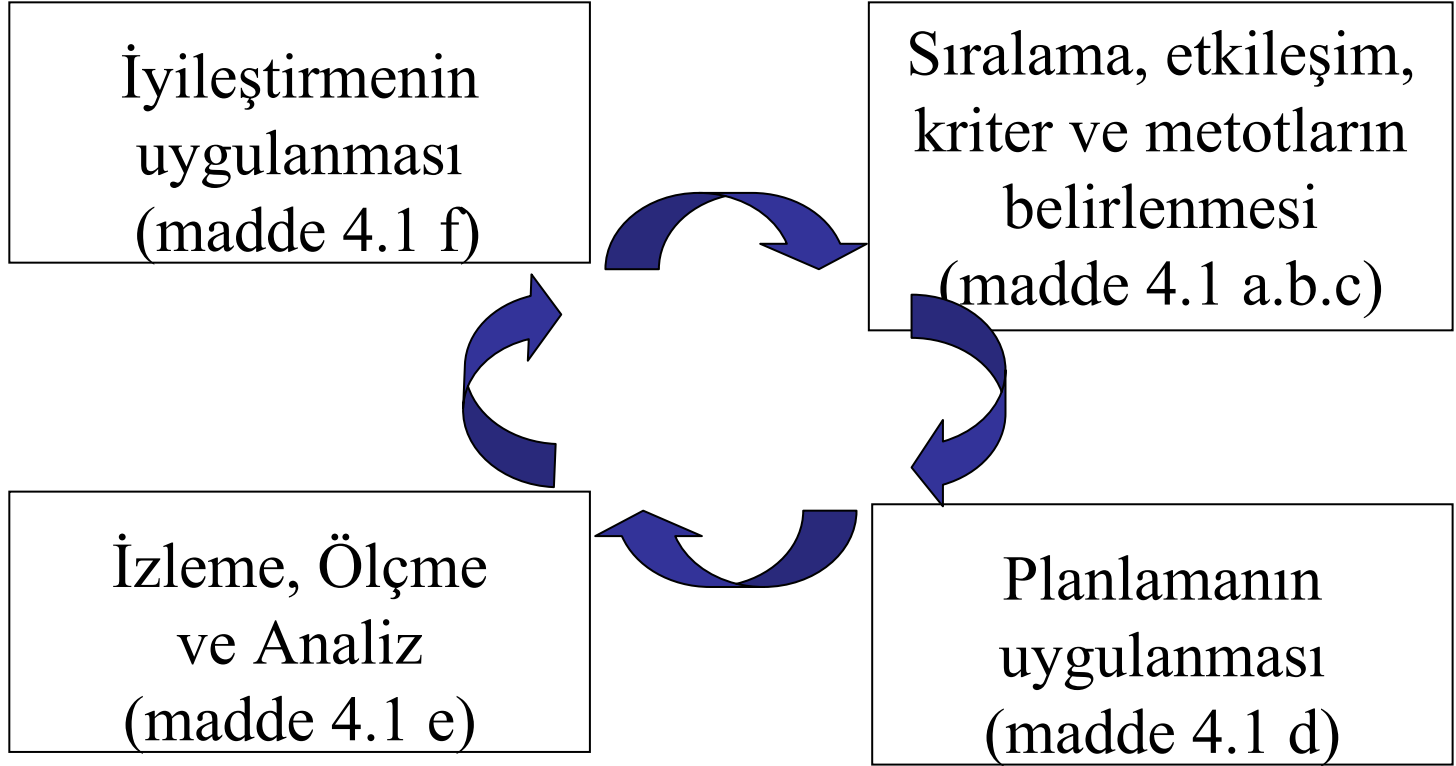 İyileştirmenin
uygulanması
(madde 4.1 f)
Sıralama, etkileşim,
kriter ve metotların
belirlenmesi
(madde 4.1 a.b.c)
İzleme, Ölçme
ve Analiz
(madde 4.1 e)
Planlamanın
uygulanması
(madde 4.1 d)